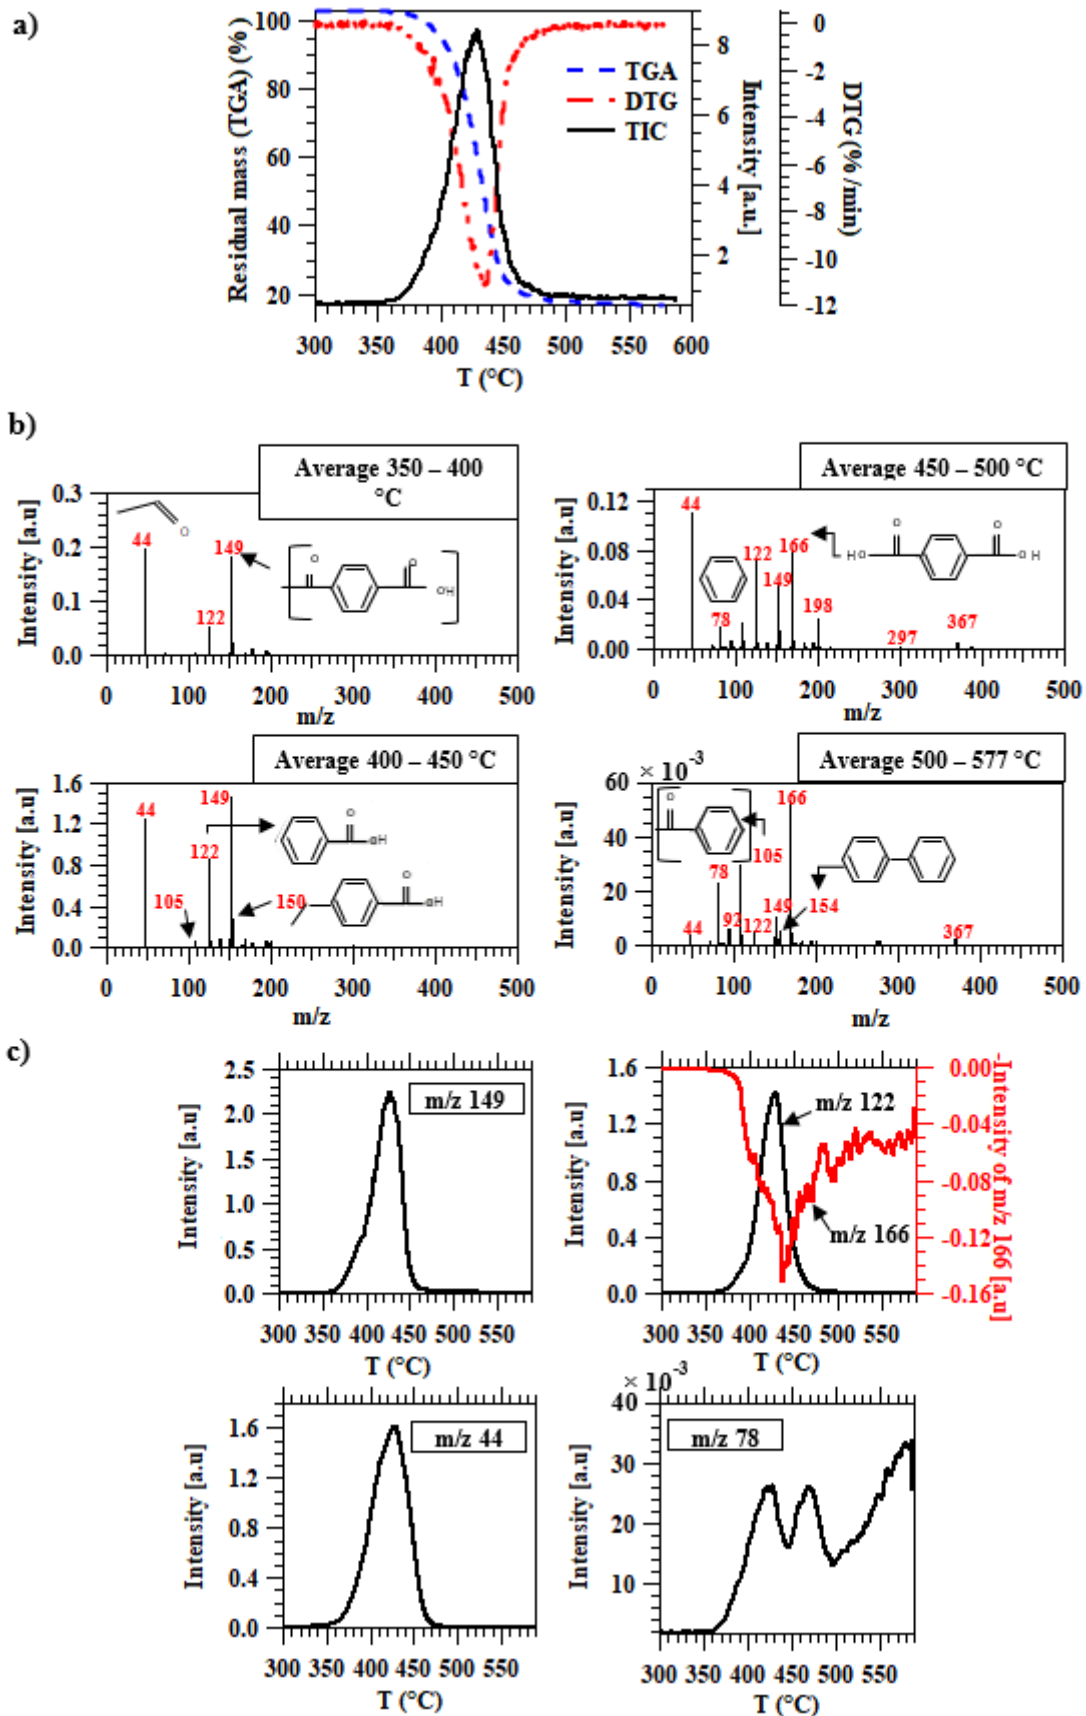 a)
100
80
60
40
20
Residual mass (TGA) (%)
300 350 400 450 500 550 600
T (°C)
TGA
DTG
TIC
8
6
4
2
Intensity [a.u.]
0
-2
-4
-6
-8
-10
-12
DTG (%/min)
b)
Average 350 – 400
°C
0.3
0.2
0.1
0.0
Intensity [a.u]
44
122
149
O
O
O
OH
0 100 200 300 400 500
m/z
Average 450 – 500 °C
0.12
0.08
0.04
0.00
Intensity [a.u]
44
78
122
149
166
198
297
367
H O
O
O
O H
0 100 200 300 400 500
m/z
Average 400 – 450 °C
1.6
1.2
0.8
0.4
0.0
Intensity [a.u]
44
105
122
149
150
O
OH
O
OH
0 100 200 300 400 500
m/z
Average 500 – 577 °C
60 × 10⁻³
40
20
0
Intensity [a.u]
44
78
92
105
122
149
154
166
367
O
0 100 200 300 400 500
m/z
c)
2.5
2.0
1.5
1.0
0.5
0.0
Intensity [a.u]
m/z 149
300 350 400 450 500 550
T (°C)
1.6
1.2
0.8
0.4
0.0
Intensity [a.u]
m/z 122
m/z 166
0.00
-0.04
-0.08
-0.12
-0.16
-Intensity of m/z 166 [a.u]
300 350 400 450 500 550
T (°C)
1.6
1.2
0.8
0.4
0.0
Intensity [a.u]
m/z 44
300 350 400 450 500 550
T (°C)
× 10⁻³
40
30
20
10
Intensity [a.u]
m/z 78
300 350 400 450 500 550
T (°C)